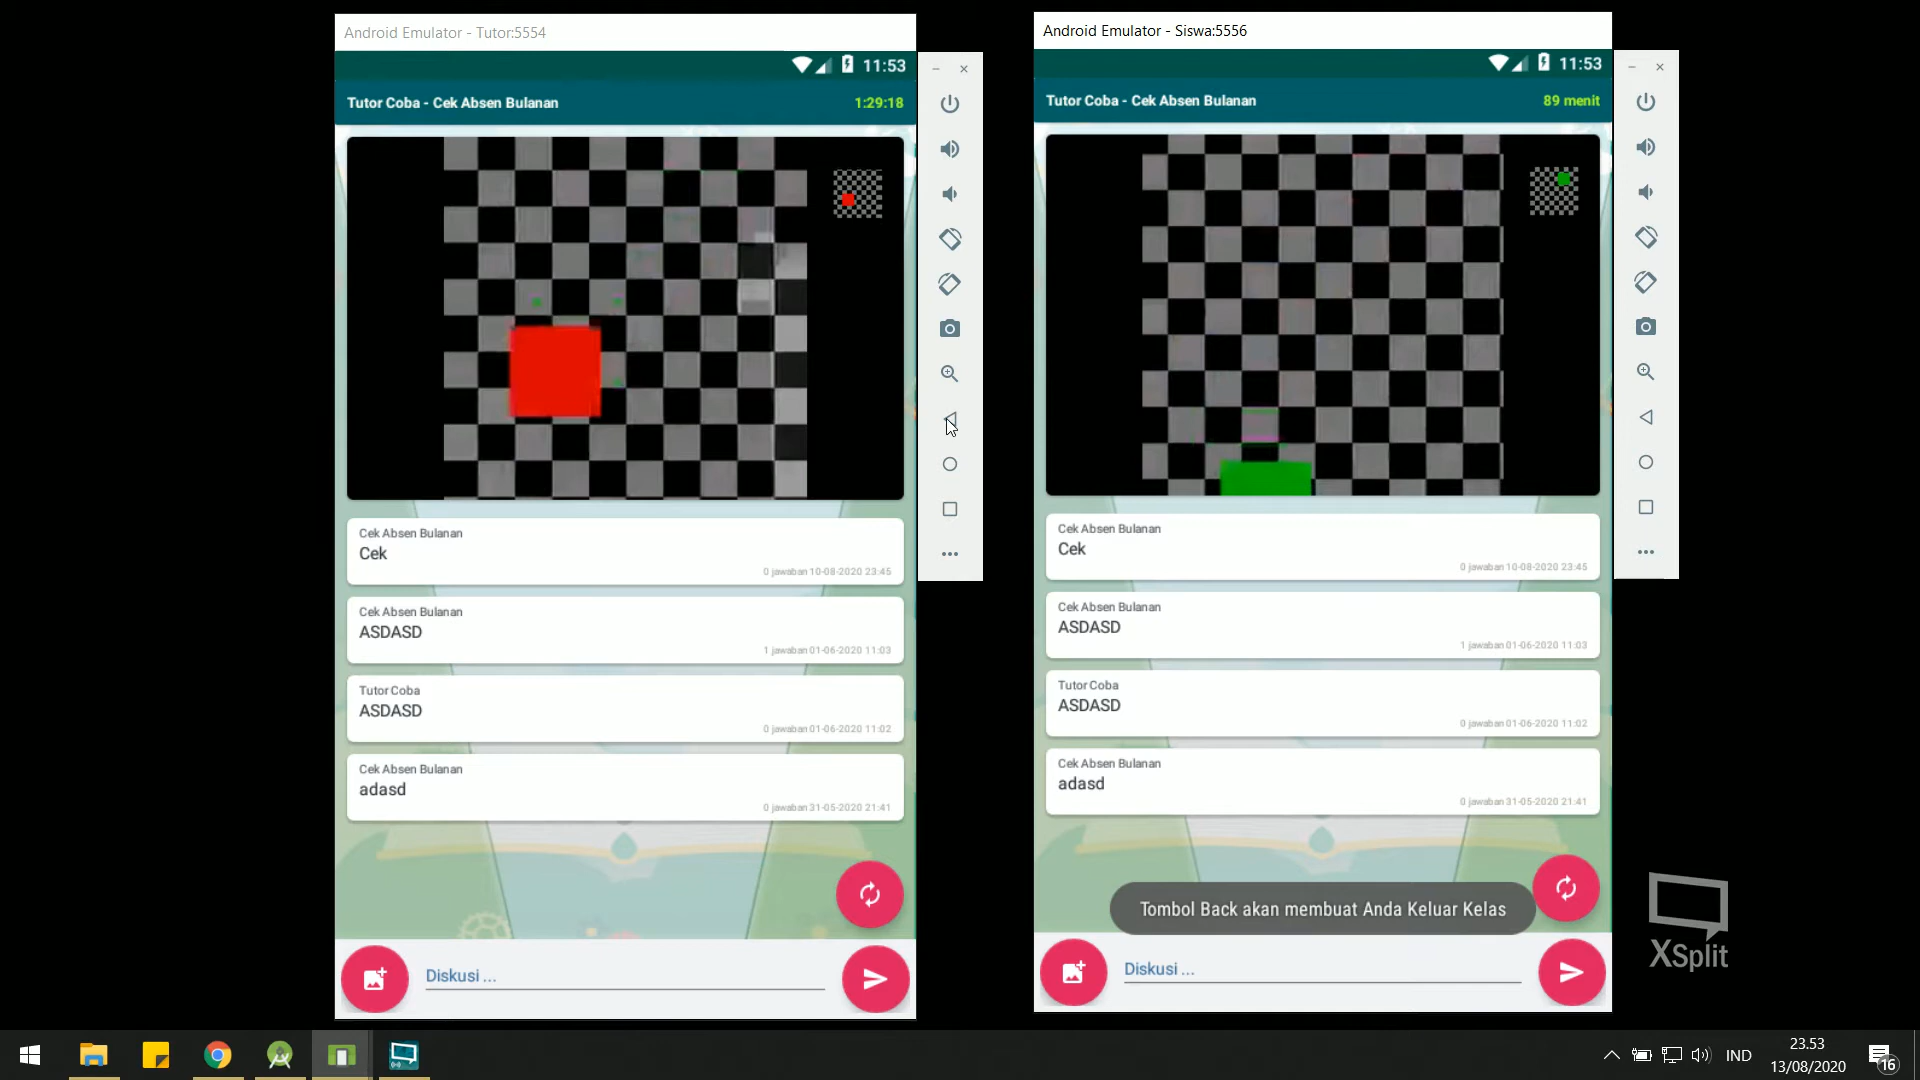 Android Emulator - Tutor:5554
11:53
Tutor Coba - Cek Absen Bulanan
1:29:18
Cek Absen Bulanan
Cek
0 jawaban 10-08-2020 23:45
Cek Absen Bulanan
ASDASD
1 jawaban 01-06-2020 11:03
Tutor Coba
ASDASD
0 jawaban 01-06-2020 11:02
Cek Absen Bulanan
adasd
0 jawaban 31-05-2020 21:41
Diskusi ...
Android Emulator - Siswa:5556
11:53
Tutor Coba - Cek Absen Bulanan
89 menit
Cek Absen Bulanan
Cek
0 jawaban 10-08-2020 23:45
Cek Absen Bulanan
ASDASD
1 jawaban 01-06-2020 11:03
Tutor Coba
ASDASD
0 jawaban 01-06-2020 11:02
Cek Absen Bulanan
adasd
0 jawaban 31-05-2020 21:41
Tombol Back akan membuat Anda Keluar Kelas
Diskusi ...
XSplit
IND
23.53
13/08/2020
16